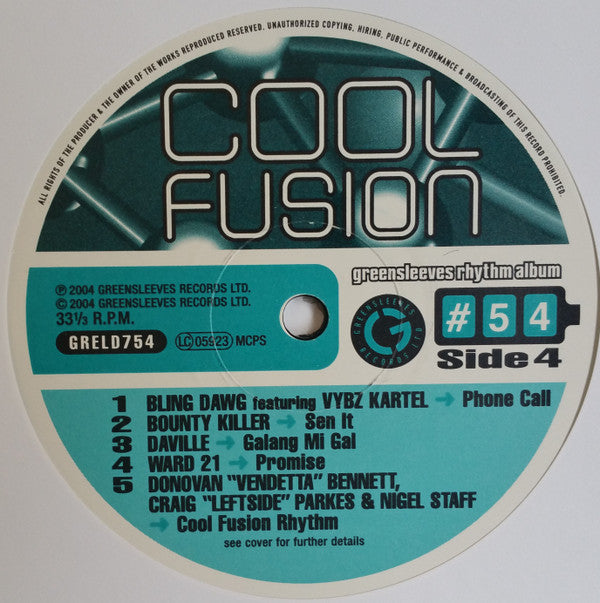 ALL RIGHTS OF THE PRODUCER & THE OWNER OF THE WORKS REPRODUCED RESERVED. UNAUTHORIZED COPYING, HIRING, PUBLIC PERFORMANCE & BROADCASTING OF THIS RECORD PROHIBITED.
COOL
FUSION
℗ 2004 GREENSLEEVES RECORDS LTD.
© 2004 GREENSLEEVES RECORDS LTD.
33⅓ R.P.M.
GRELD754 LC 05923 MCPS
greensleeves rhythm album
GREENSLEEVES RECORDS LTD
G
#54
Side 4
1 BLING DAWG featuring VYBZ KARTEL → Phone Call
2 BOUNTY KILLER → Sen It
3 DAVILLE → Galang Mi Gal
4 WARD 21 → Promise
5 DONOVAN "VENDETTA" BENNETT,
CRAIG "LEFTSIDE" PARKES & NIGEL STAFF
→ Cool Fusion Rhythm
see cover for further details